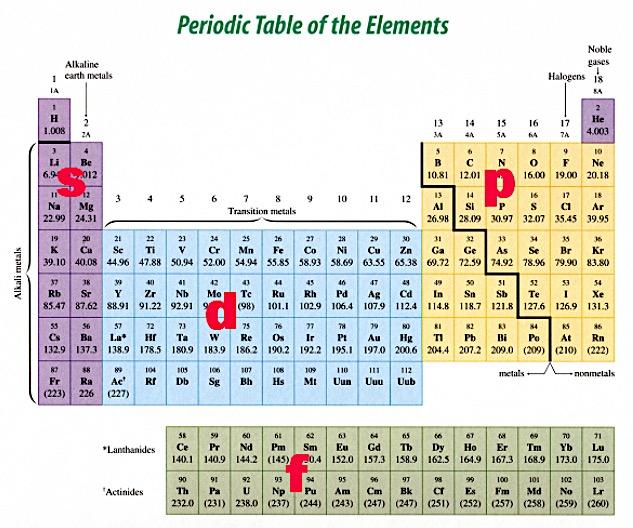 Periodic Table of the Elements
Noble
gases
Alkaline
earth metals
Halogens
1 18
1A 8A
1 2
H He
1.008 4.003
2 13 14 15 16 17
2A 3A 4A 5A 6A 7A
3 4 5 6 7 8 9 10
Li Be B C N O F Ne
6.94 .012 10.81 12.01 16.00 19.00 20.18
s p
11 12 13 14 15 16 17 18
Na Mg Al Si P S Cl Ar
22.99 24.31 26.98 28.09 30.97 32.07 35.45 39.95
3 4 5 6 7 8 9 10 11 12
Transition metals
Alkali metals
19 20 21 22 23 24 25 26 27 28 29 30 31 32 33 34 35 36
K Ca Sc Ti V Cr Mn Fe Co Ni Cu Zn Ga Ge As Se Br Kr
39.10 40.08 44.96 47.88 50.94 52.00 54.94 55.85 58.93 58.69 63.55 65.38 69.72 72.59 74.92 78.96 79.90 83.80
37 38 39 40 41 42 43 44 45 46 47 48 49 50 51 52 53 54
Rb Sr Y Zr Nb Mo Tc Ru Rh Pd Ag Cd In Sn Sb Te I Xe
85.47 87.62 88.91 91.22 92.91 (98) 101.1 102.9 106.4 107.9 112.4 114.8 118.7 121.8 127.6 126.9 131.3
d
55 56 57 72 73 74 75 76 77 78 79 80 81 82 83 84 85 86
Cs Ba La* Hf Ta W Re Os Ir Pt Au Hg Tl Pb Bi Po At Rn
132.9 137.3 138.9 178.5 180.9 183.9 186.2 190.2 192.2 195.1 197.0 200.6 204.4 207.2 209.0 (209) (210) (222)
87 88 89 104 105 106 107 108 109 110 111 112
Fr Ra Ac† Rf Db Sg Bh Hs Mt Uun Uuu Uub
(223) 226 (227)
metals nonmetals
58 59 60 61 62 63 64 65 66 67 68 69 70 71
*Lanthanides Ce Pr Nd Pm Sm Eu Gd Tb Dy Ho Er Tm Yb Lu
140.1 140.9 144.2 (145) 152.0 157.3 158.9 162.5 164.9 167.3 168.9 173.0 175.0
f
90 91 92 93 94 95 96 97 98 99 100 101 102 103
†Actinides Th Pa U Np Pu Am Cm Bk Cf Es Fm Md No Lr
232.0 (231) 238.0 (237) (244) (243) (247) (247) (251) (252) (257) (258) (259) (260)